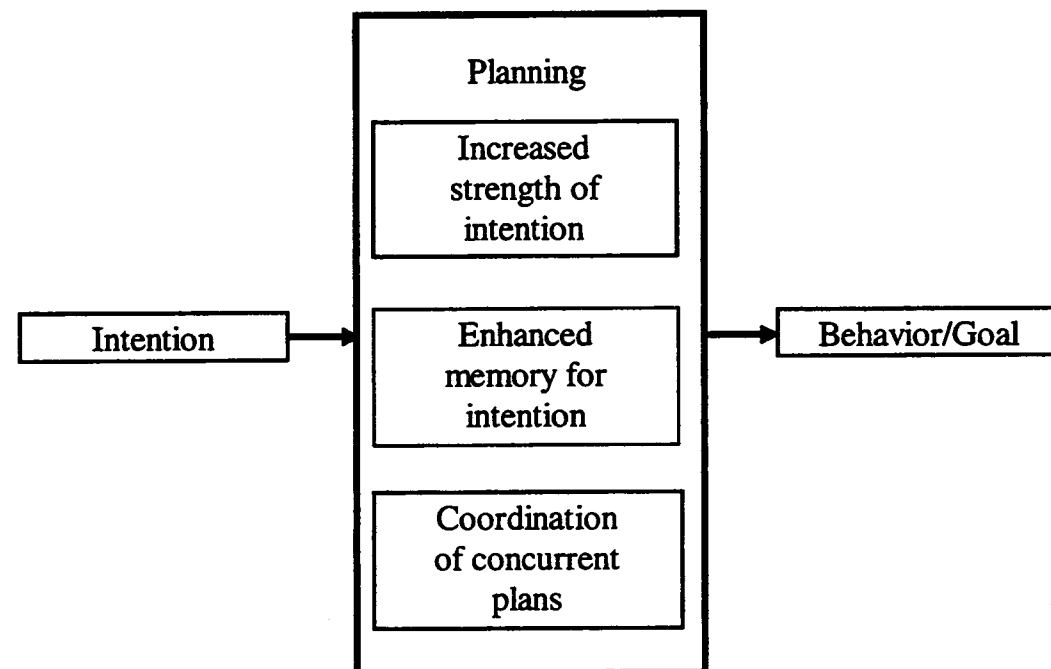 Planning
Increased
strength of
intention
Intention
Enhanced
memory for
intention
Behavior/Goal
Coordination
of concurrent
plans